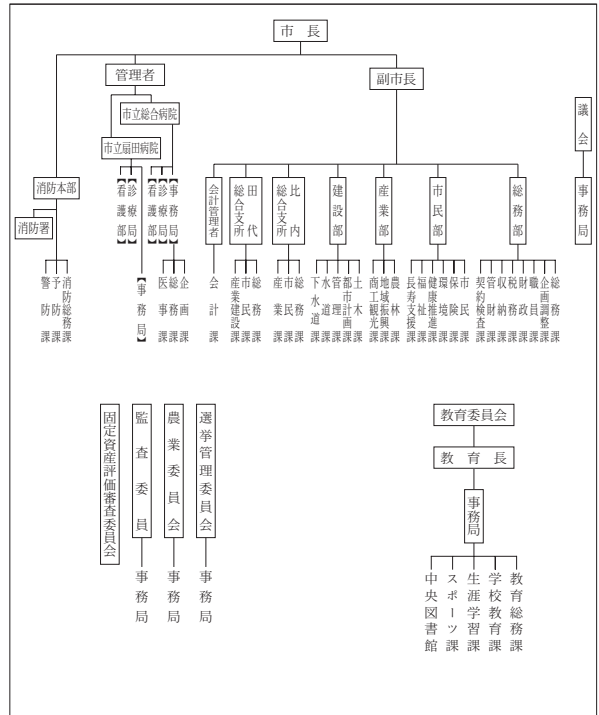 市長
管理者
副市長
市立総合病院
市立扇田病院
議会
事務局
消防本部
消防署
【看護部】
【診療局】
【看護部】
【診療局】
【事務局】
会計管理者
田代総合支所
比内総合支所
建設部
産業部
市民部
総務部
警防課
予防課
消防総務課
【事務局】
医事課
総務課
企画課
会計課
産業建設課
市民課
総務課
産業課
市民課
総務課
下水道課
水道課
管理課
都市計画課
土木課
商工観光課
地域振興課
農林課
長寿支援課
福祉課
健康推進課
環境課
保険課
市民課
契約検査課
管財課
収納課
税務課
財政課
職員課
企画調整課
総務課
固定資産評価審査委員会
監査委員
農業委員会
選挙管理委員会
事務局
事務局
事務局
教育委員会
教育長
事務局
中央図書館
スポーツ課
生涯学習課
学校教育課
教育総務課